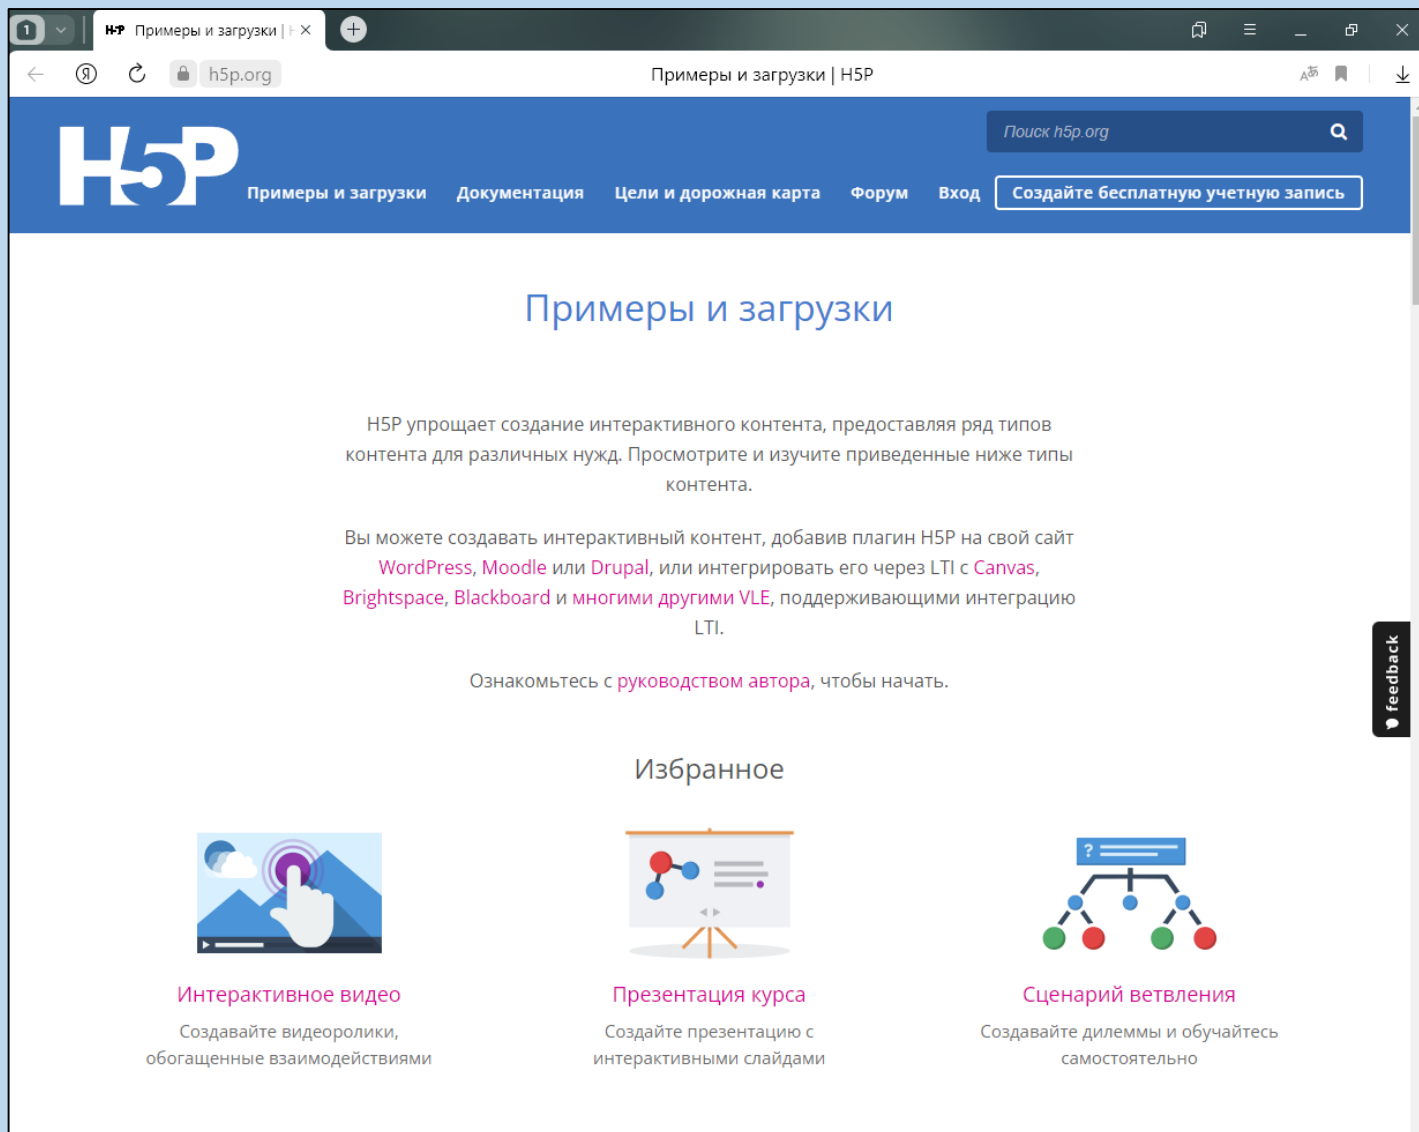 1
H5P Примеры и загрузки | H
h5p.org
Примеры и загрузки | H5P
H5P
Поиск h5p.org
Примеры и загрузки Документация Цели и дорожная карта Форум Вход Создайте бесплатную учетную запись
Примеры и загрузки
H5P упрощает создание интерактивного контента, предоставляя ряд типов
контента для различных нужд. Просмотрите и изучите приведенные ниже типы
контента.
Вы можете создавать интерактивный контент, добавив плагин H5P на свой сайт
WordPress, Moodle или Drupal, или интегрировать его через LTI с Canvas,
Brightspace, Blackboard и многими другими VLE, поддерживающими интеграцию
LTI.
Ознакомьтесь с руководством автора, чтобы начать.
feedback
Избранное
?
Интерактивное видео
Создавайте видеоролики,
обогащенные взаимодействиями
Презентация курса
Создайте презентацию с
интерактивными слайдами
Сценарий ветвления
Создавайте дилеммы и обучайтесь
самостоятельно